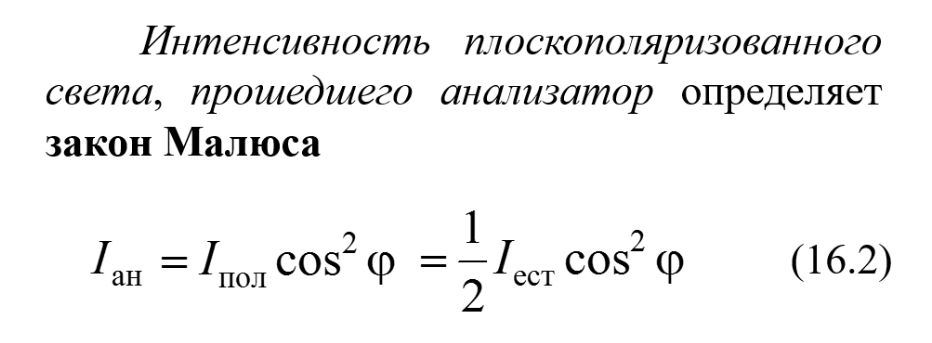 Интенсивность плоскополяризованного
света, прошедшего анализатор определяет
закон Малюса
I_ан = I_пол cos² φ = 1/2 I_ест cos² φ (16.2)